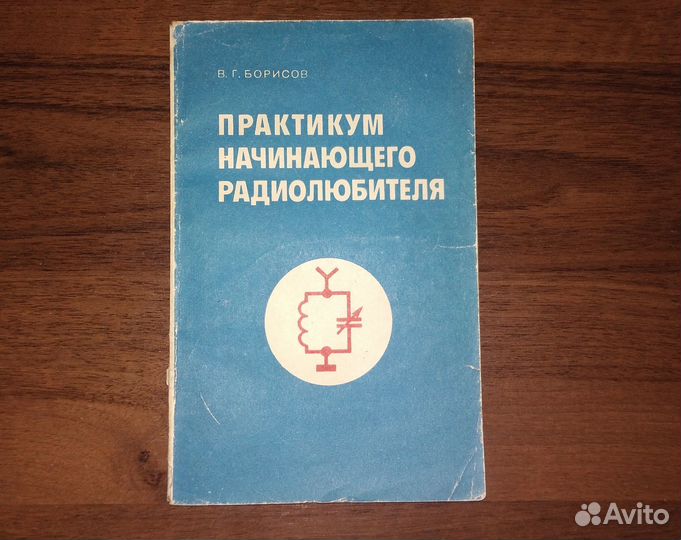 В. Г. БОРИСОВ
ПРАКТИКУМ
НАЧИНАЮЩЕГО
РАДИОЛЮБИТЕЛЯ
Avito